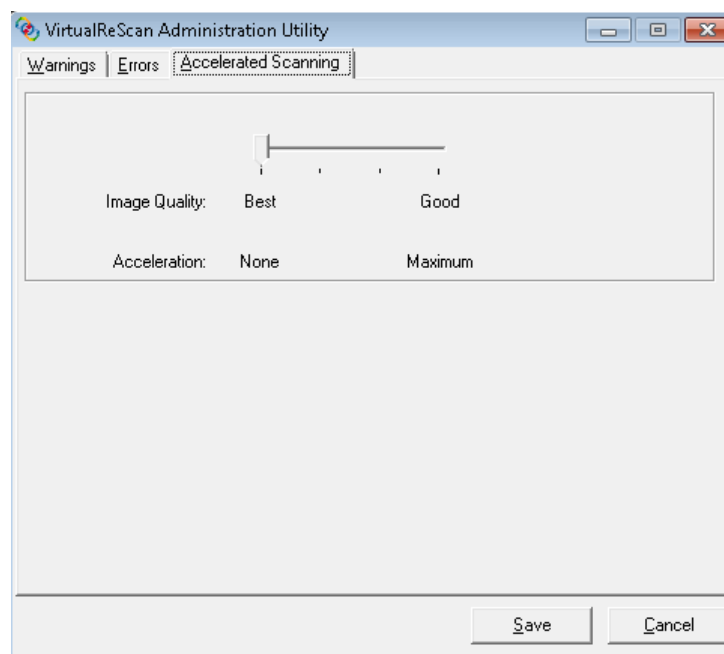 VirtualReScan Administration Utility
Warnings Errors Accelerated Scanning
Image Quality: Best Good
Acceleration: None Maximum
Save Cancel